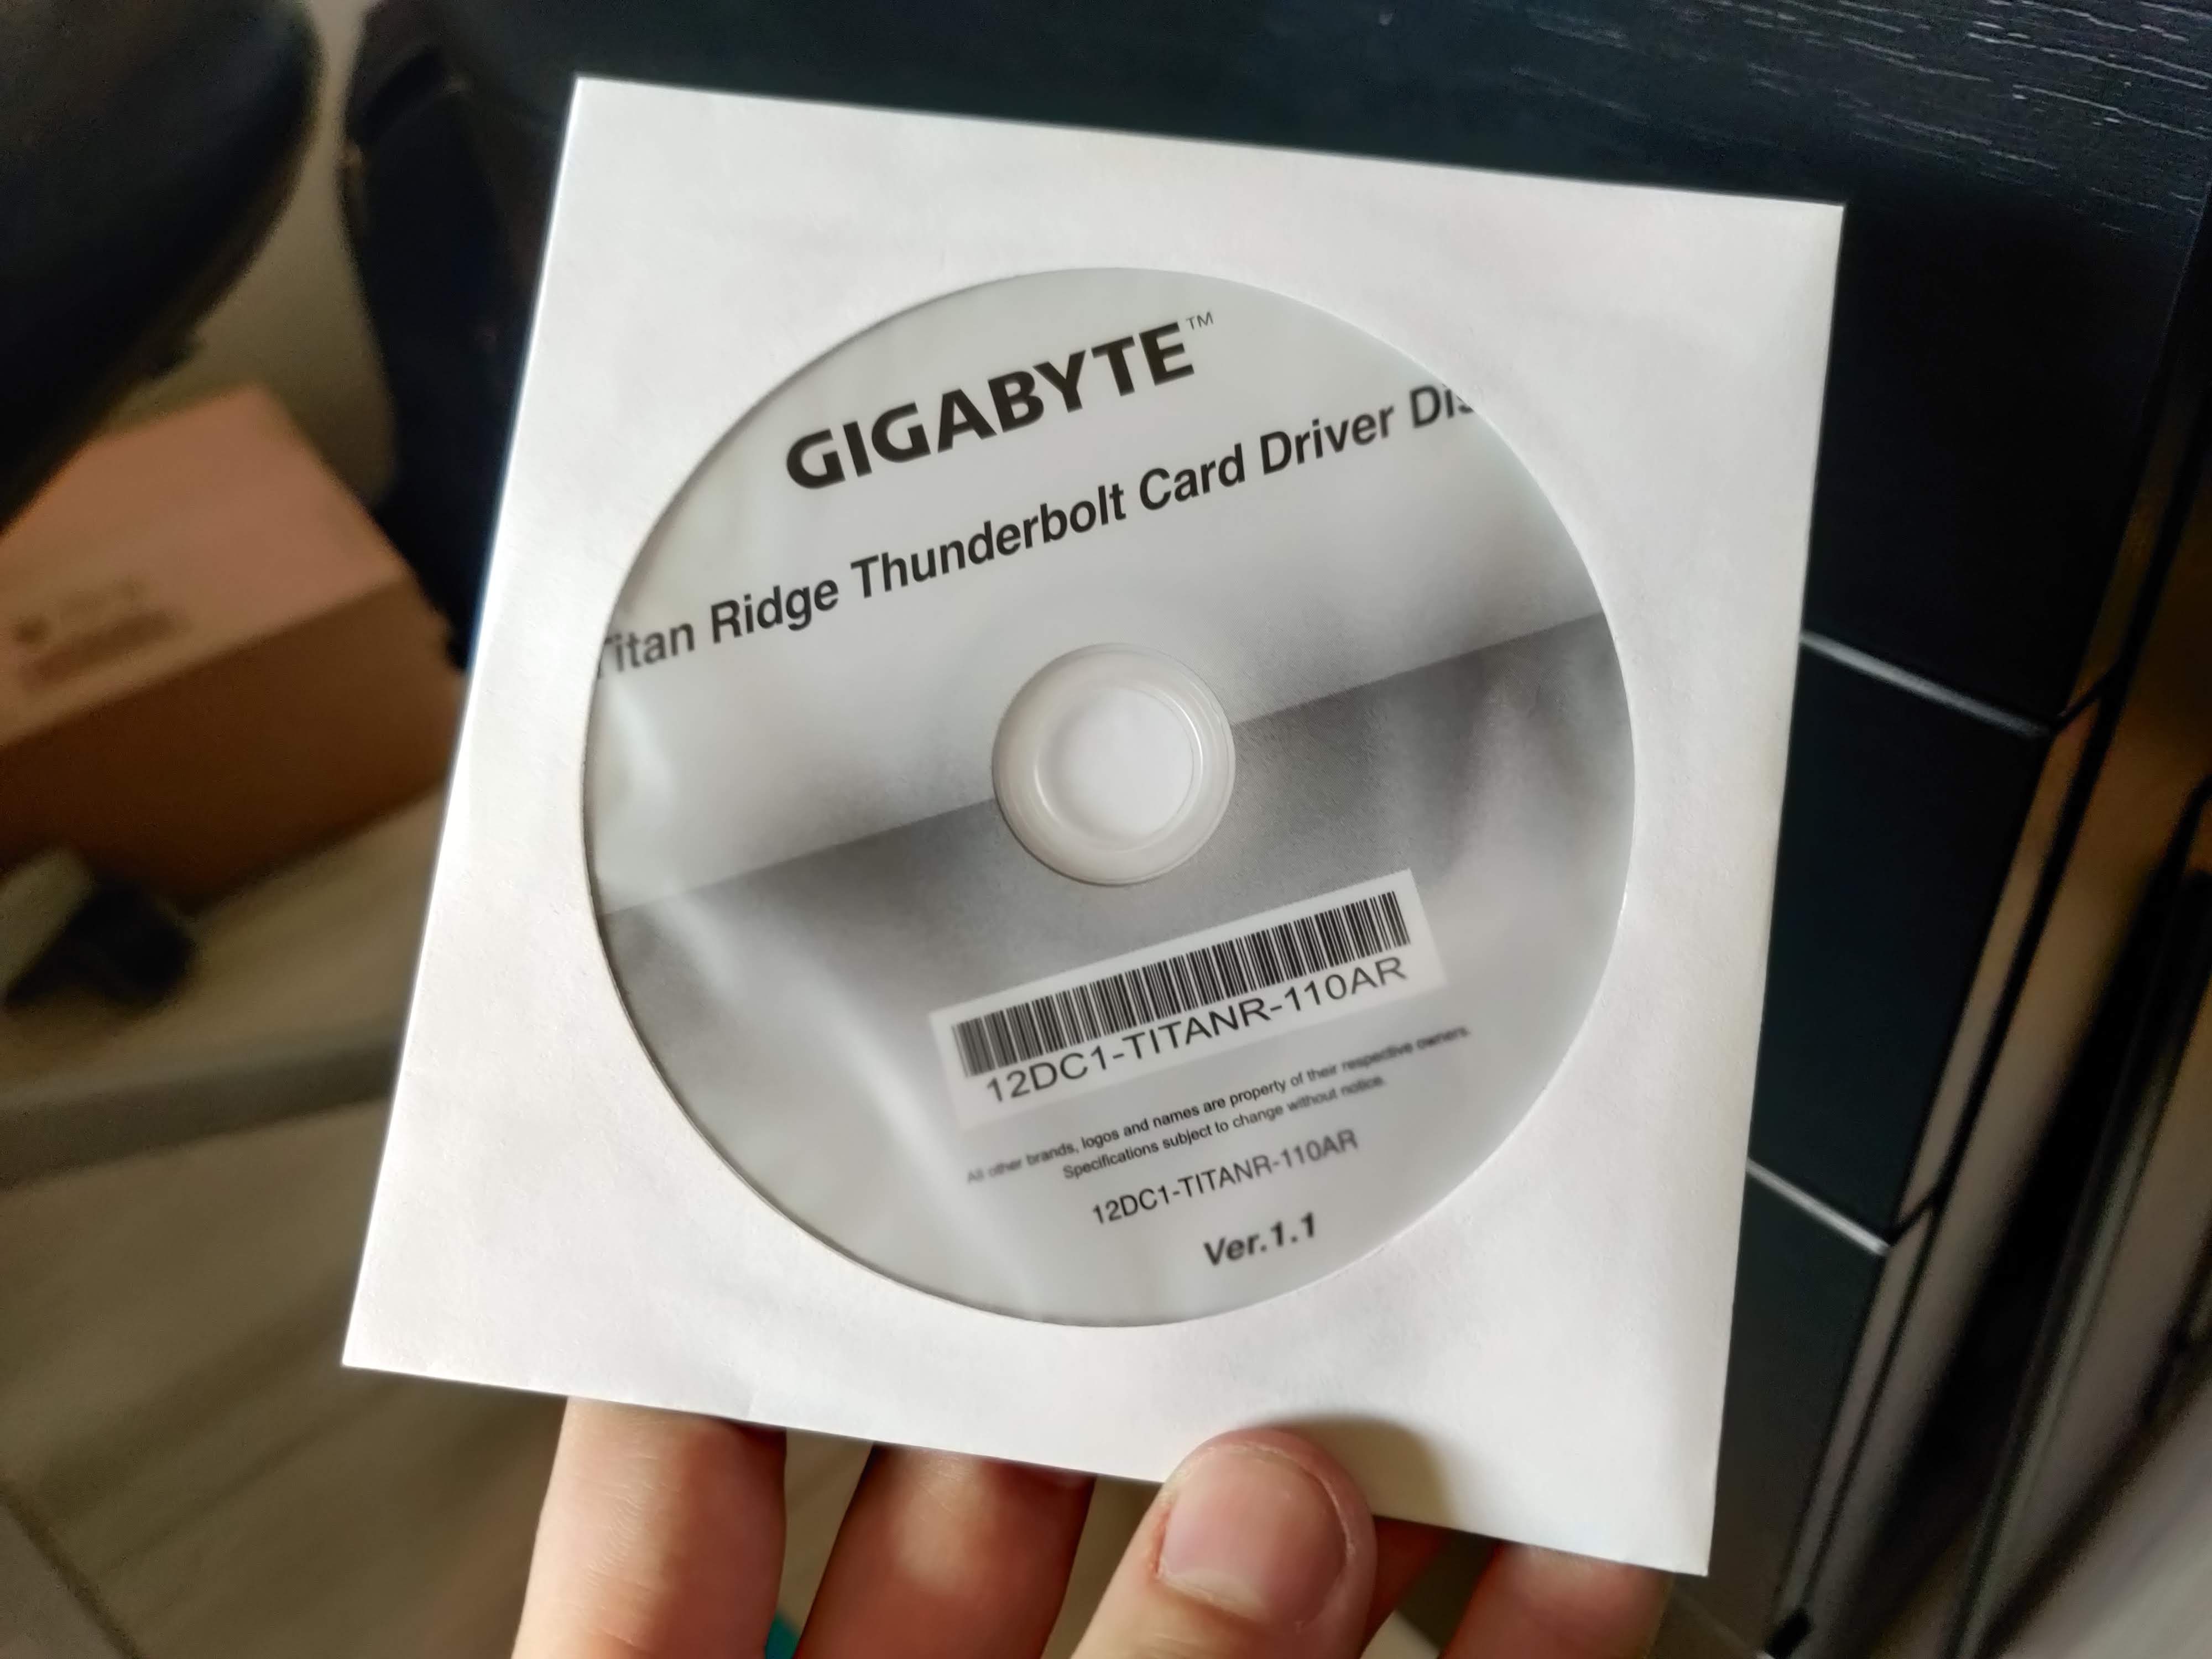 GIGABYTE™
Titan Ridge Thunderbolt Card Driver Dis
12DC1-TITANR-110AR
All other brands, logos and names are property of their respective owners.
Specifications subject to change without notice.
12DC1-TITANR-110AR
Ver.1.1